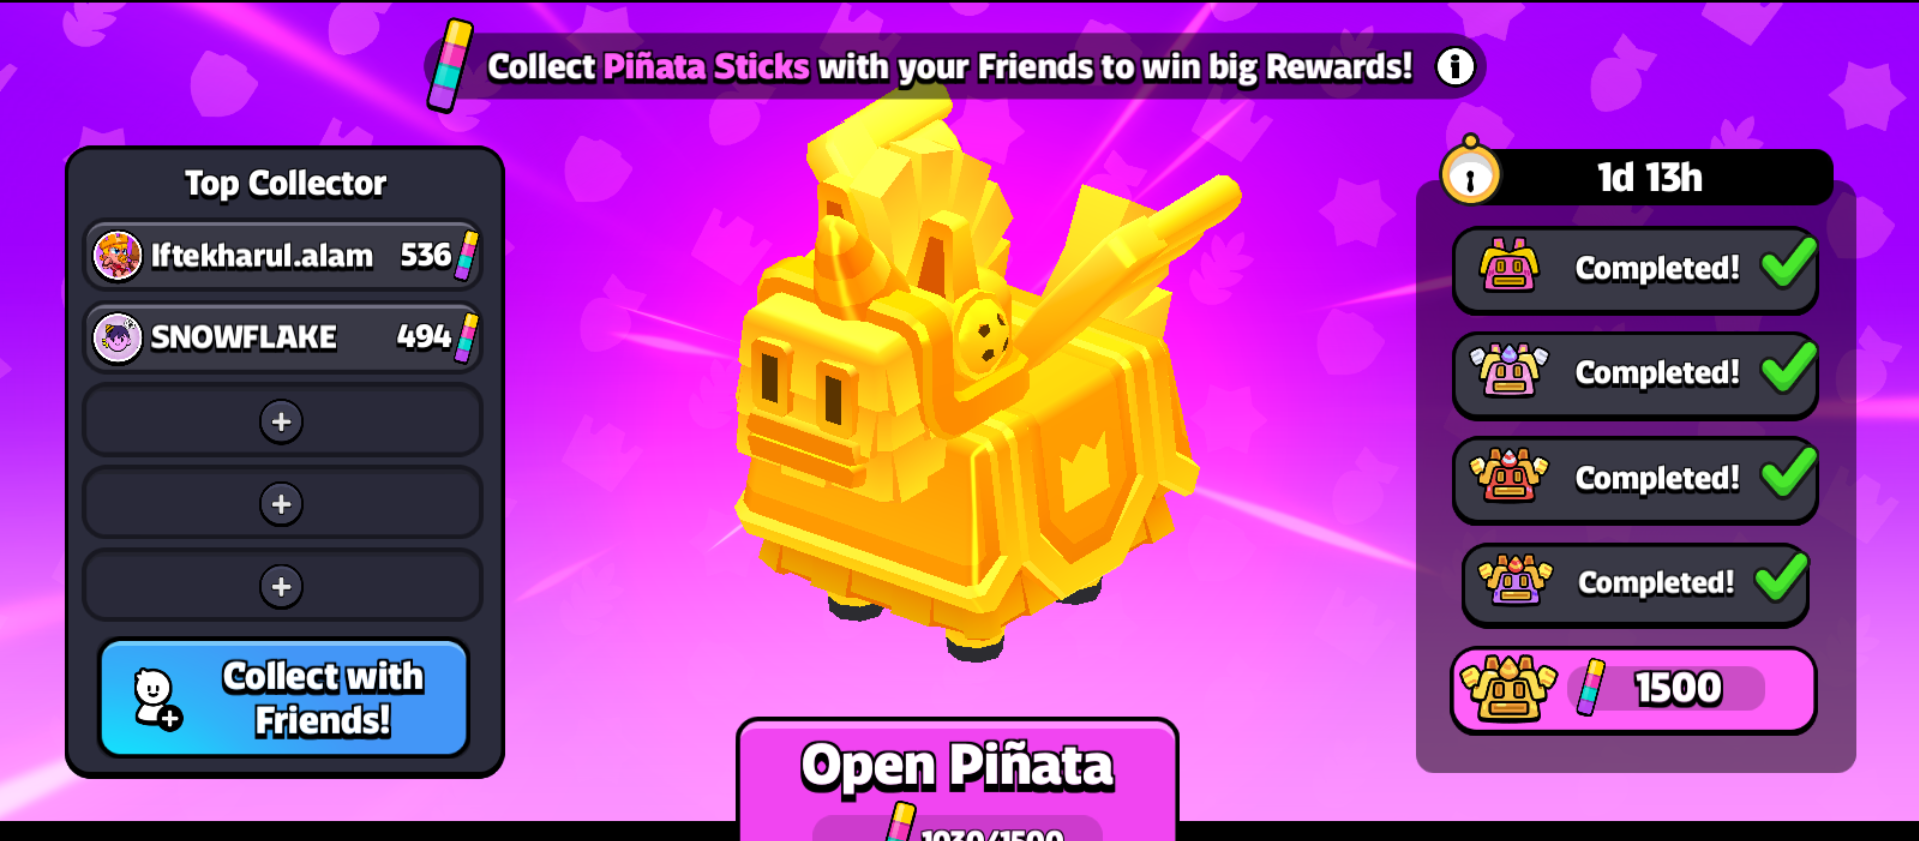 Collect Piñata Sticks with your Friends to win big Rewards!
Top Collector
Iftekharul.alam 536
SNOWFLAKE 494
Collect with
Friends!
1d 13h
Completed!
Completed!
Completed!
Completed!
1500
Open Piñata
1030/1500